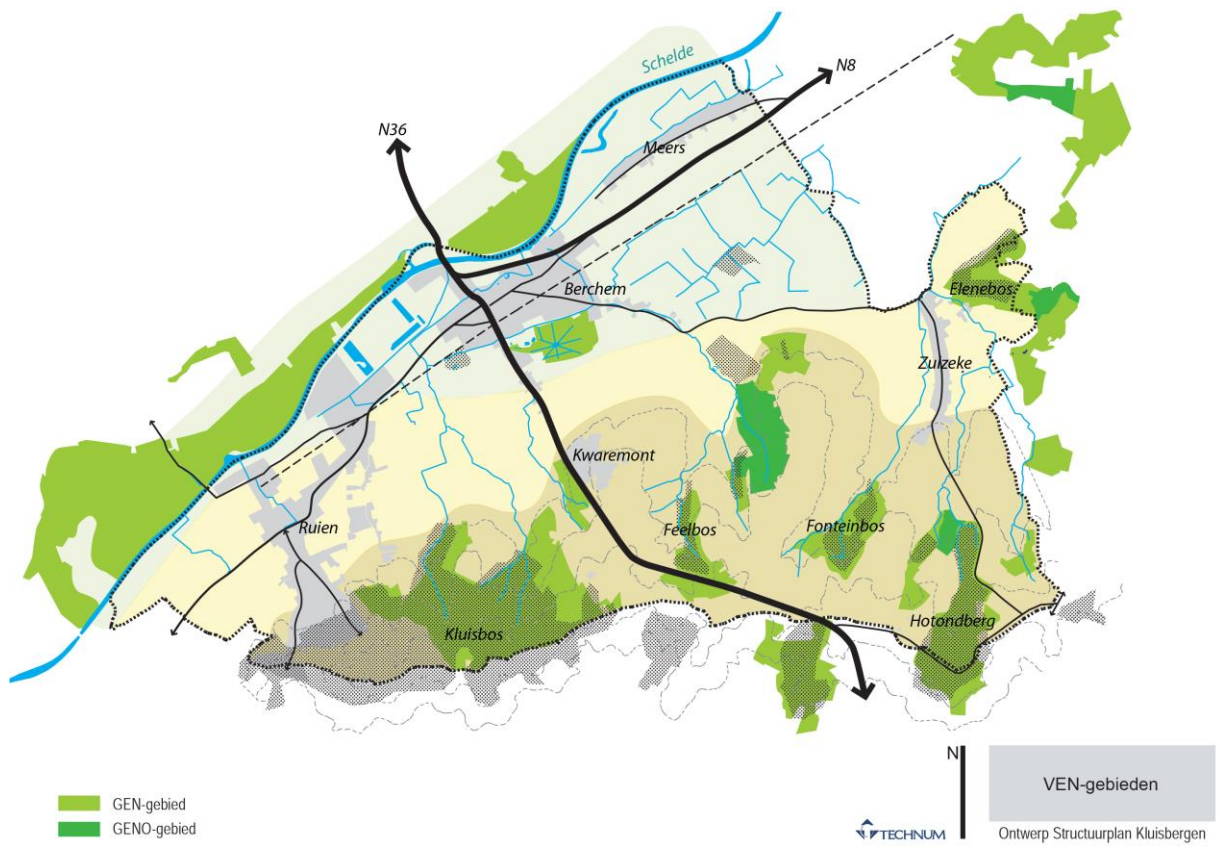 Schelde
N8
N36
Meers
Berchem
Elenebos
Zulzeke
Kwaremont
Ruien
Feelbos
Fonteinbos
Kluisbos
Hotondberg
N
VEN-gebieden
GEN-gebied
GENO-gebied
TECHNUM
Ontwerp Structuurplan Kluisbergen